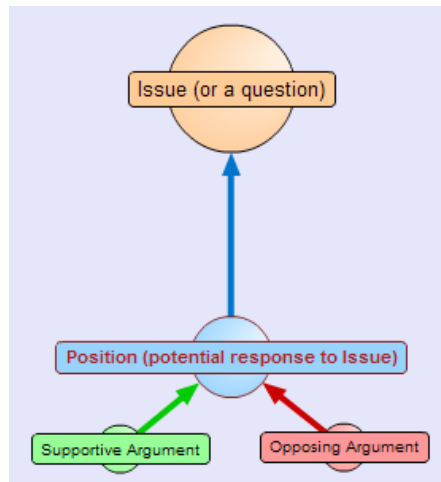 Issue (or a question)
Position (potential response to Issue)
Supportive Argument
Opposing Argument